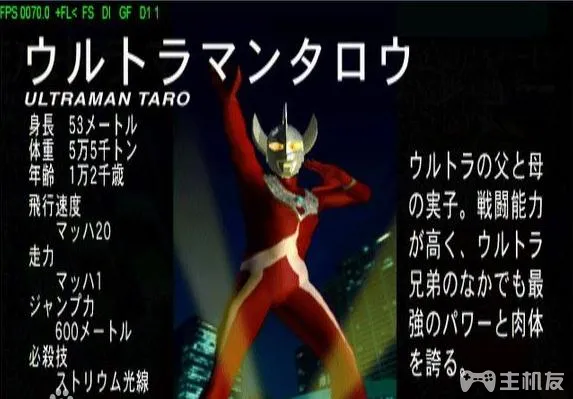 FPS 0070.0 +FL< FS DI GF D1 1
ウルトラマンタロウ
ULTRAMAN TARO
身長 53メートル
体重 5万5千トン
年齢 1万2千歳
飛行速度
マッハ20
走力
マッハ1
ジャンプ力
600メートル
必殺技
ストリウム光線
ウルトラの父と母
の実子。戦闘能力
が高く、ウルトラ
兄弟のなかでも最
強のパワーと肉体
を誇る。
主机友